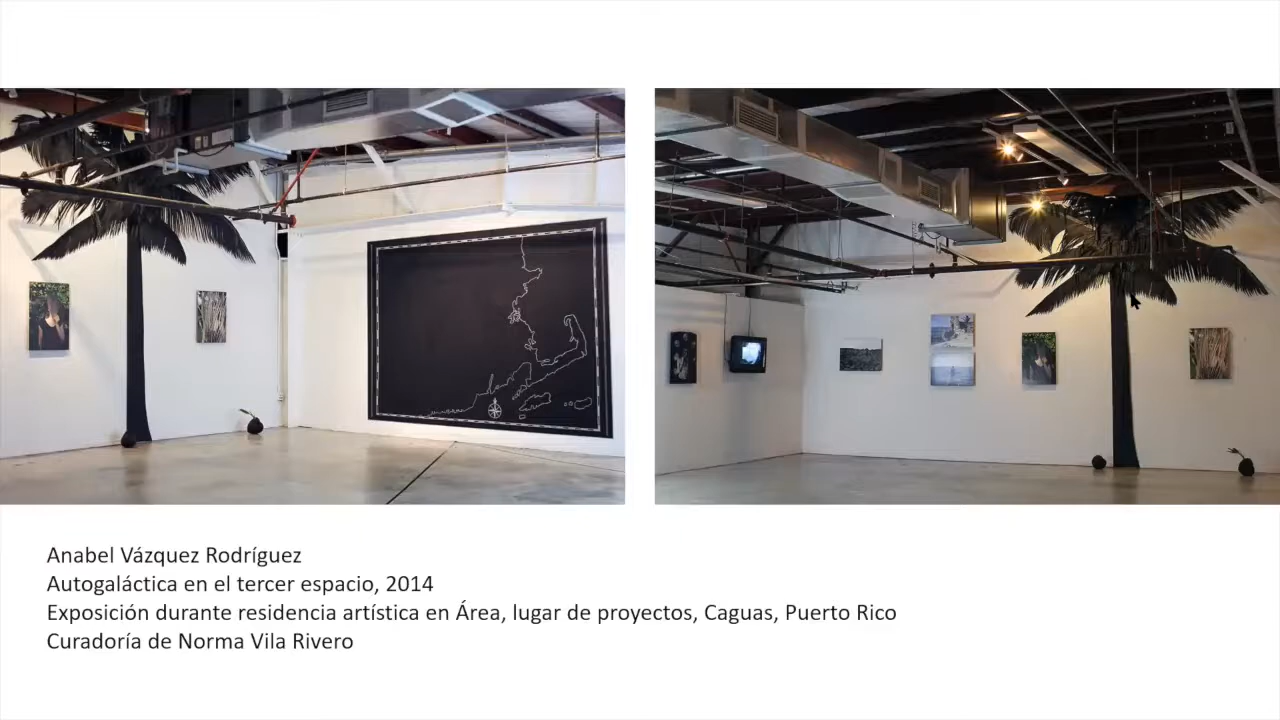 Anabel Vázquez Rodríguez
Autogaláctica en el tercer espacio, 2014
Exposición durante residencia artística en Área, lugar de proyectos, Caguas, Puerto Rico
Curadoría de Norma Vila Rivero